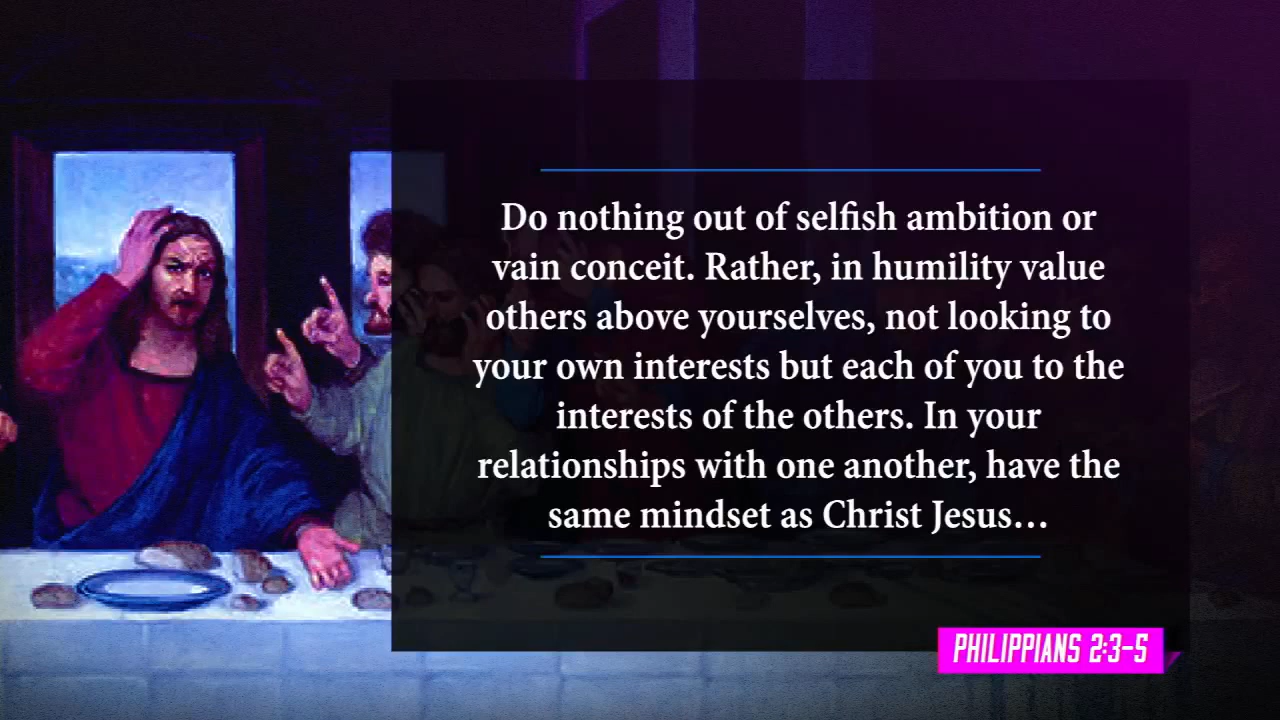 Do nothing out of selfish ambition or
vain conceit. Rather, in humility value
others above yourselves, not looking to
your own interests but each of you to the
interests of the others. In your
relationships with one another, have the
same mindset as Christ Jesus…
PHILIPPIANS 2:3-5